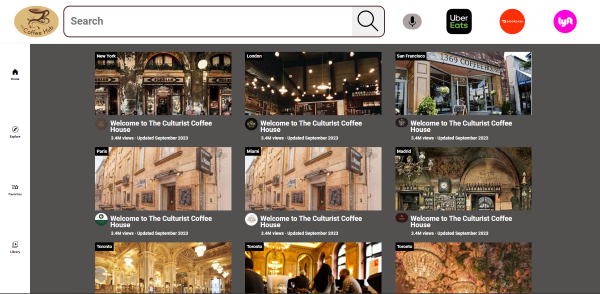 Coffee Hub
Search
Uber
Eats
DOORDASH
lyft
Home
Explore
Favorites
Library
New York
Welcome to The Culturist Coffee
House
3.4M views · Updated September 2023
London
Welcome to The Culturist Coffee
House
3.4M views · Updated September 2023
San Francisco
1369 COFFEEHOUSE
Welcome to The Culturist Coffee
House
3.4M views · Updated September 2023
Paris
Welcome to The Culturist Coffee
House
3.4M views · Updated September 2023
Miami
Welcome to The Culturist Coffee
House
3.4M views · Updated September 2023
Madrid
Welcome to The Culturist Coffee
House
3.4M views · Updated September 2023
Toronto
Toronto
Toronto